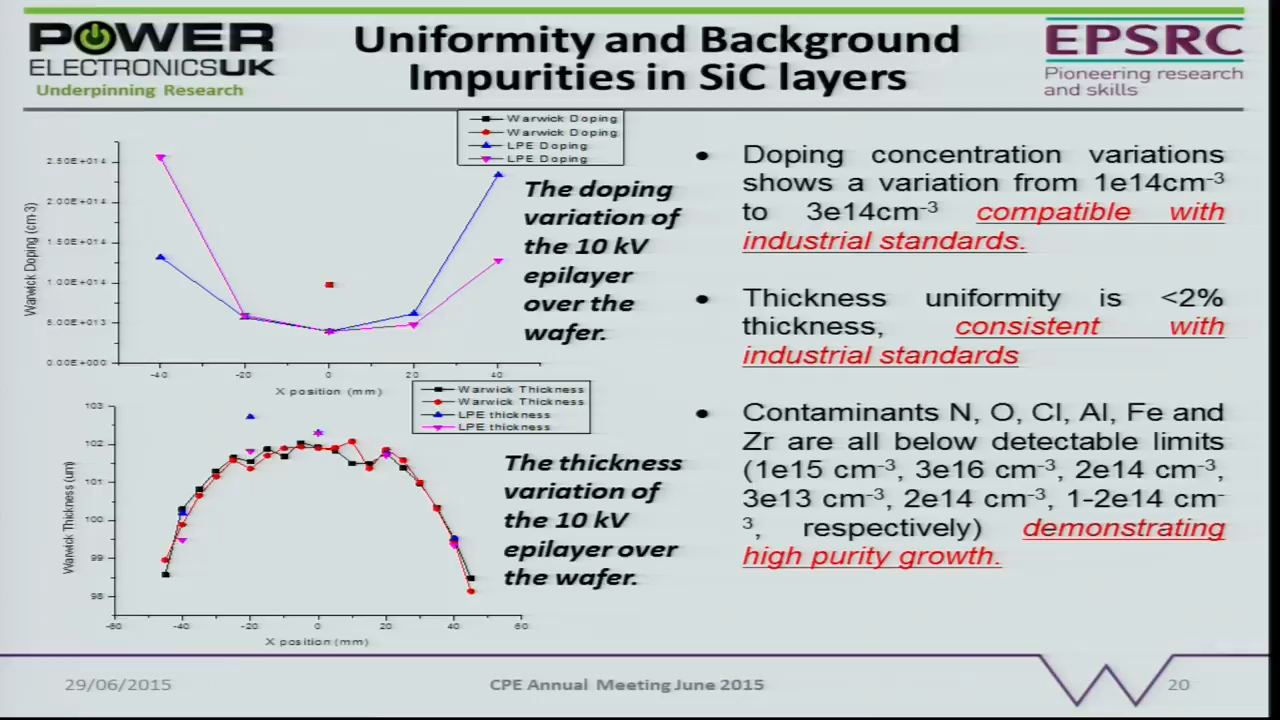 POWER
ELECTRONICSUK
Underpinning Research
Uniformity and Background
Impurities in SiC layers
EPSRC
Pioneering research
and skills
Warwick Doping
Warwick Doping
LPE Doping
LPE Doping
Warwick Doping (cm-3)
2.50E+014
2.00E+014
1.50E+014
1.00E+014
5.00E+013
0.00E+000
-40
-20
0
20
40
X position (mm)
The doping
variation of
the 10 kV
epilayer
over the
wafer.
Warwick Thickness
Warwick Thickness
LPE thickness
LPE thickness
Warwick Thickness (um)
103
102
101
100
99
98
-60
-40
-20
0
20
40
60
X position (mm)
The thickness
variation of
the 10 kV
epilayer over
the wafer.
• Doping concentration variations
shows a variation from 1e14cm-3
to 3e14cm-3 compatible with
industrial standards.
• Thickness uniformity is <2%
thickness, consistent with
industrial standards
• Contaminants N, O, Cl, Al, Fe and
Zr are all below detectable limits
(1e15 cm-3, 3e16 cm-3, 2e14 cm-3,
3e13 cm-3, 2e14 cm-3, 1-2e14 cm-
3, respectively) demonstrating
high purity growth.
29/06/2015
CPE Annual Meeting June 2015
20